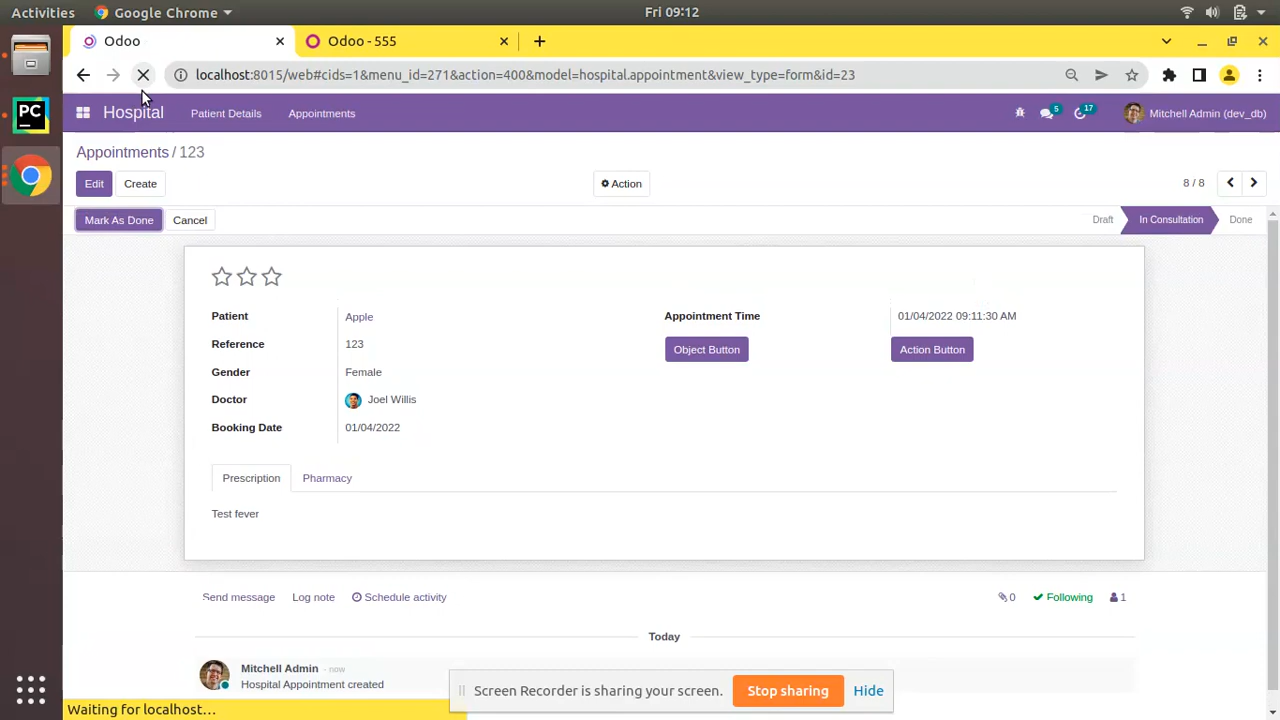 Activities Google Chrome Fri 09:12
Odoo Odoo - 555
localhost:8015/web#cids=1&menu_id=271&action=400&model=hospital.appointment&view_type=form&id=23
Hospital Patient Details Appointments 5 17 Mitchell Admin (dev_db)
Appointments / 123
Edit Create Action 8 / 8
Mark As Done Cancel Draft In Consultation Done
Patient Apple Appointment Time 01/04/2022 09:11:30 AM
Reference 123 Object Button Action Button
Gender Female
Doctor Joel Willis
Booking Date 01/04/2022
Prescription Pharmacy
Test fever
Send message Log note Schedule activity 0 Following 1
Today
Mitchell Admin - now
Hospital Appointment created
Screen Recorder is sharing your screen. Stop sharing Hide
Waiting for localhost...
PC